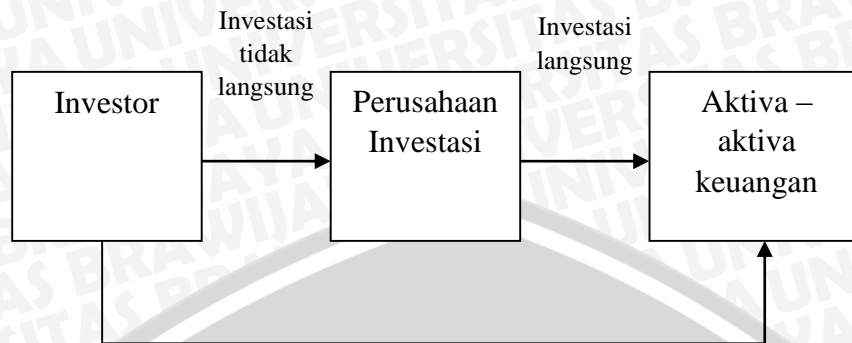 Investasi
tidak
langsung
Investasi
langsung
Investor
Perusahaan
Investasi
Aktiva –
aktiva
keuangan